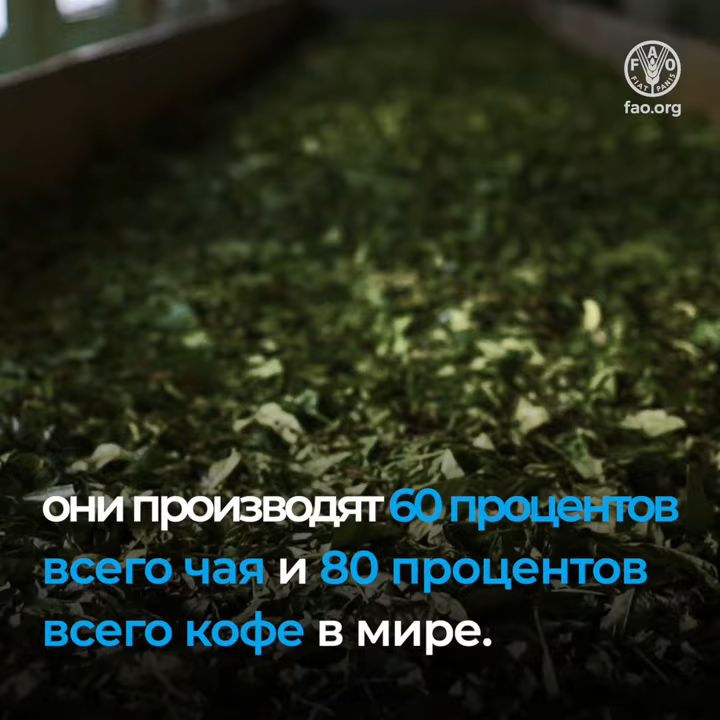 FAO
FIAT PANIS
fao.org
они производят 60 процентов
всего чая и 80 процентов
всего кофе в мире.